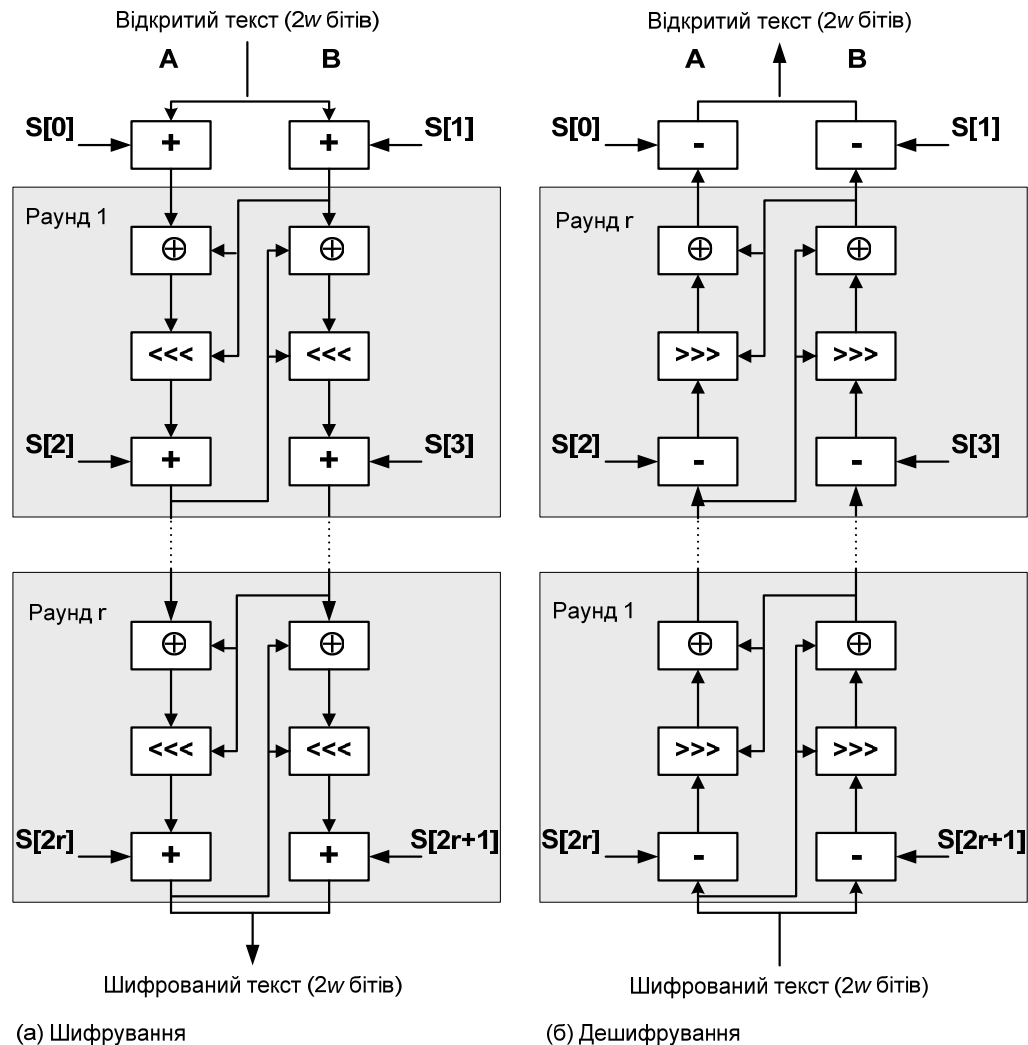 Відкритий текст (2w бітів)
A B
S[0] + + S[1]
Раунд 1
⊕ ⊕
<<< <<<
S[2] + + S[3]
Раунд r
⊕ ⊕
<<< <<<
S[2r] + + S[2r+1]
Шифрований текст (2w бітів)
(а) Шифрування
Відкритий текст (2w бітів)
A B
S[0] - - S[1]
Раунд r
⊕ ⊕
>>> >>>
S[2] - - S[3]
Раунд 1
⊕ ⊕
>>> >>>
S[2r] - - S[2r+1]
Шифрований текст (2w бітів)
(б) Дешифрування